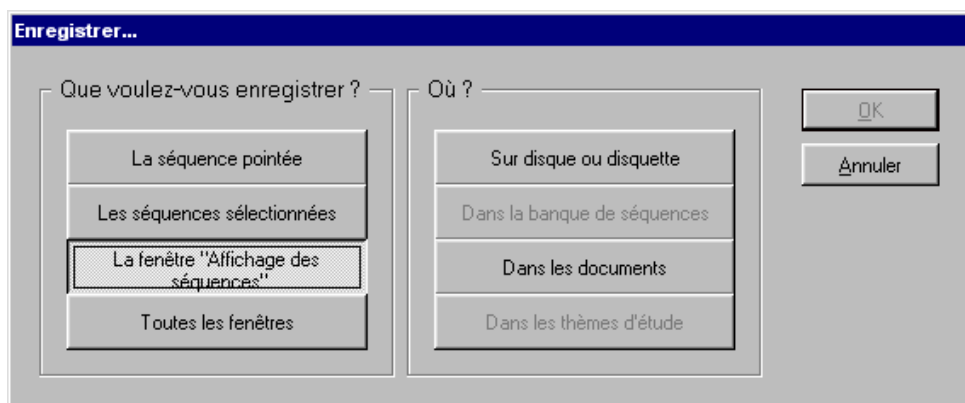 Enregistrer...
Que voulez-vous enregistrer ?
La séquence pointée
Les séquences sélectionnées
La fenêtre "Affichage des
séquences"
Toutes les fenêtres
Où ?
Sur disque ou disquette
Dans la banque de séquences
Dans les documents
Dans les thèmes d'étude
OK
Annuler